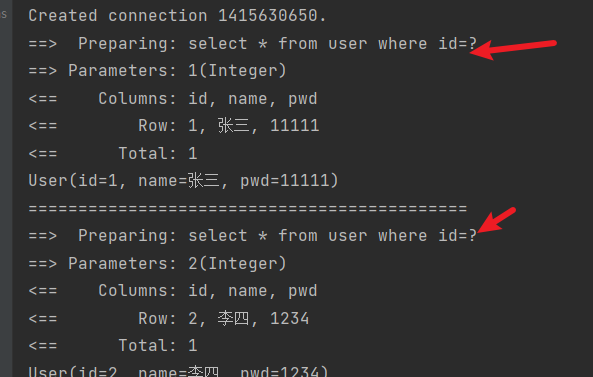 ns
Created connection 1415630650.
==>  Preparing: select * from user where id=?
==> Parameters: 1(Integer)
<==    Columns: id, name, pwd
<==        Row: 1, 张三, 11111
<==      Total: 1
User(id=1, name=张三, pwd=11111)
============================================
==>  Preparing: select * from user where id=?
==> Parameters: 2(Integer)
<==    Columns: id, name, pwd
<==        Row: 2, 李四, 1234
<==      Total: 1
User(id=2, name=李四, pwd=1234)